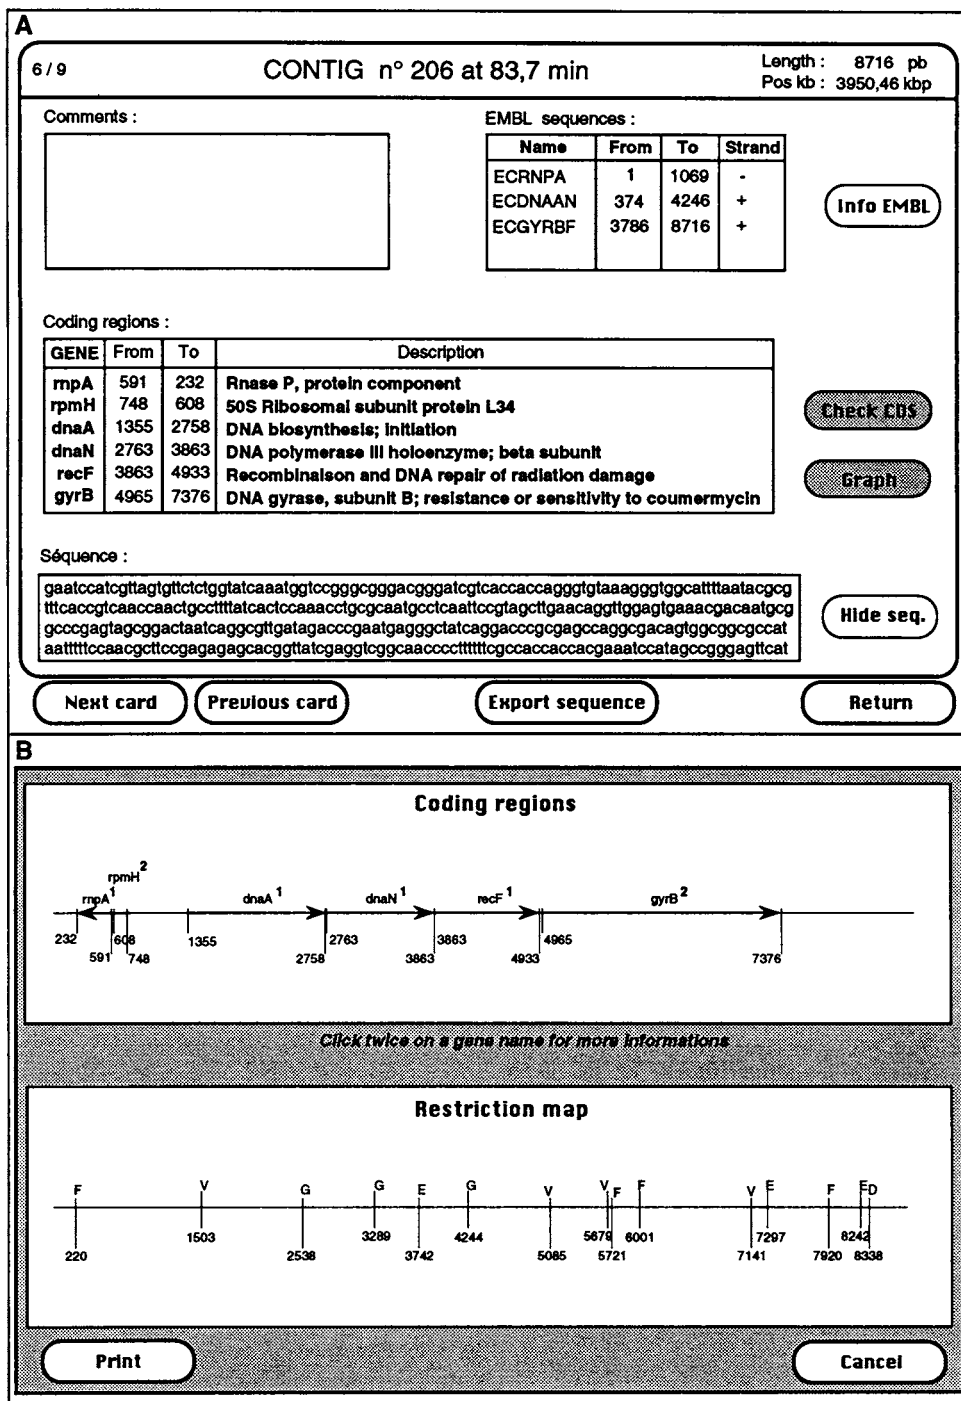 A
6 / 9
CONTIG n° 206 at 83,7 min
Length : 8716 pb
Pos kb : 3950,46 kbp
Comments :
EMBL sequences :
Name From To Strand
ECRNPA 1 1069 -
ECDNAAN 374 4246 +
ECGYRBF 3786 8716 +
Info EMBL
Coding regions :
GENE From To Description
rnpA 591 232 Rnase P, protein component
rpmH 748 608 50S Ribosomal subunit protein L34
dnaA 1355 2758 DNA biosynthesis; initiation
dnaN 2763 3863 DNA polymerase III holoenzyme; beta subunit
recF 3863 4933 Recombinaison and DNA repair of radiation damage
gyrB 4965 7376 DNA gyrase, subunit B; resistance or sensitivity to coumermycin
Check CDS
Graph
Séquence :
gaatccatcgttagtgttctctggtatcaaatggtccgggcgggacgggatcgtcaccaccagggtgtaaagggtggcattttaatacgcg
tttcaccgtcaaccaactgccttttatcactccaaacctgcgcaatgcctcaattccgtagcttgaacaggttggagtgaaacgacaatgcg
gcccgagtagcggactaatcaggcgttgatagacccgaatgagggctatcaggacccgcgagccaggcgacagtggcggcgccat
aatttttccaacgcttccgagagagcacggttatcgaggtcggcaacccctttttttcgccaccaccacgaaatccatagccgggagttcat
Hide seq.
Next card
Previous card
Export sequence
Return
B
Coding regions
rpmH 2
rnpA 1 dnaA 1 dnaN 1 recF 1 gyrB 2
232 608 1355 2763 3863 4965
591 748 2758 3863 4933 7376
Click twice on a gene name for more informations
Restriction map
F V G G E G V V F F V E F E D
1503 3289 4244 5679 6001 7297 8242
220 2538 3742 5085 5721 7141 7920 8338
Print
Cancel